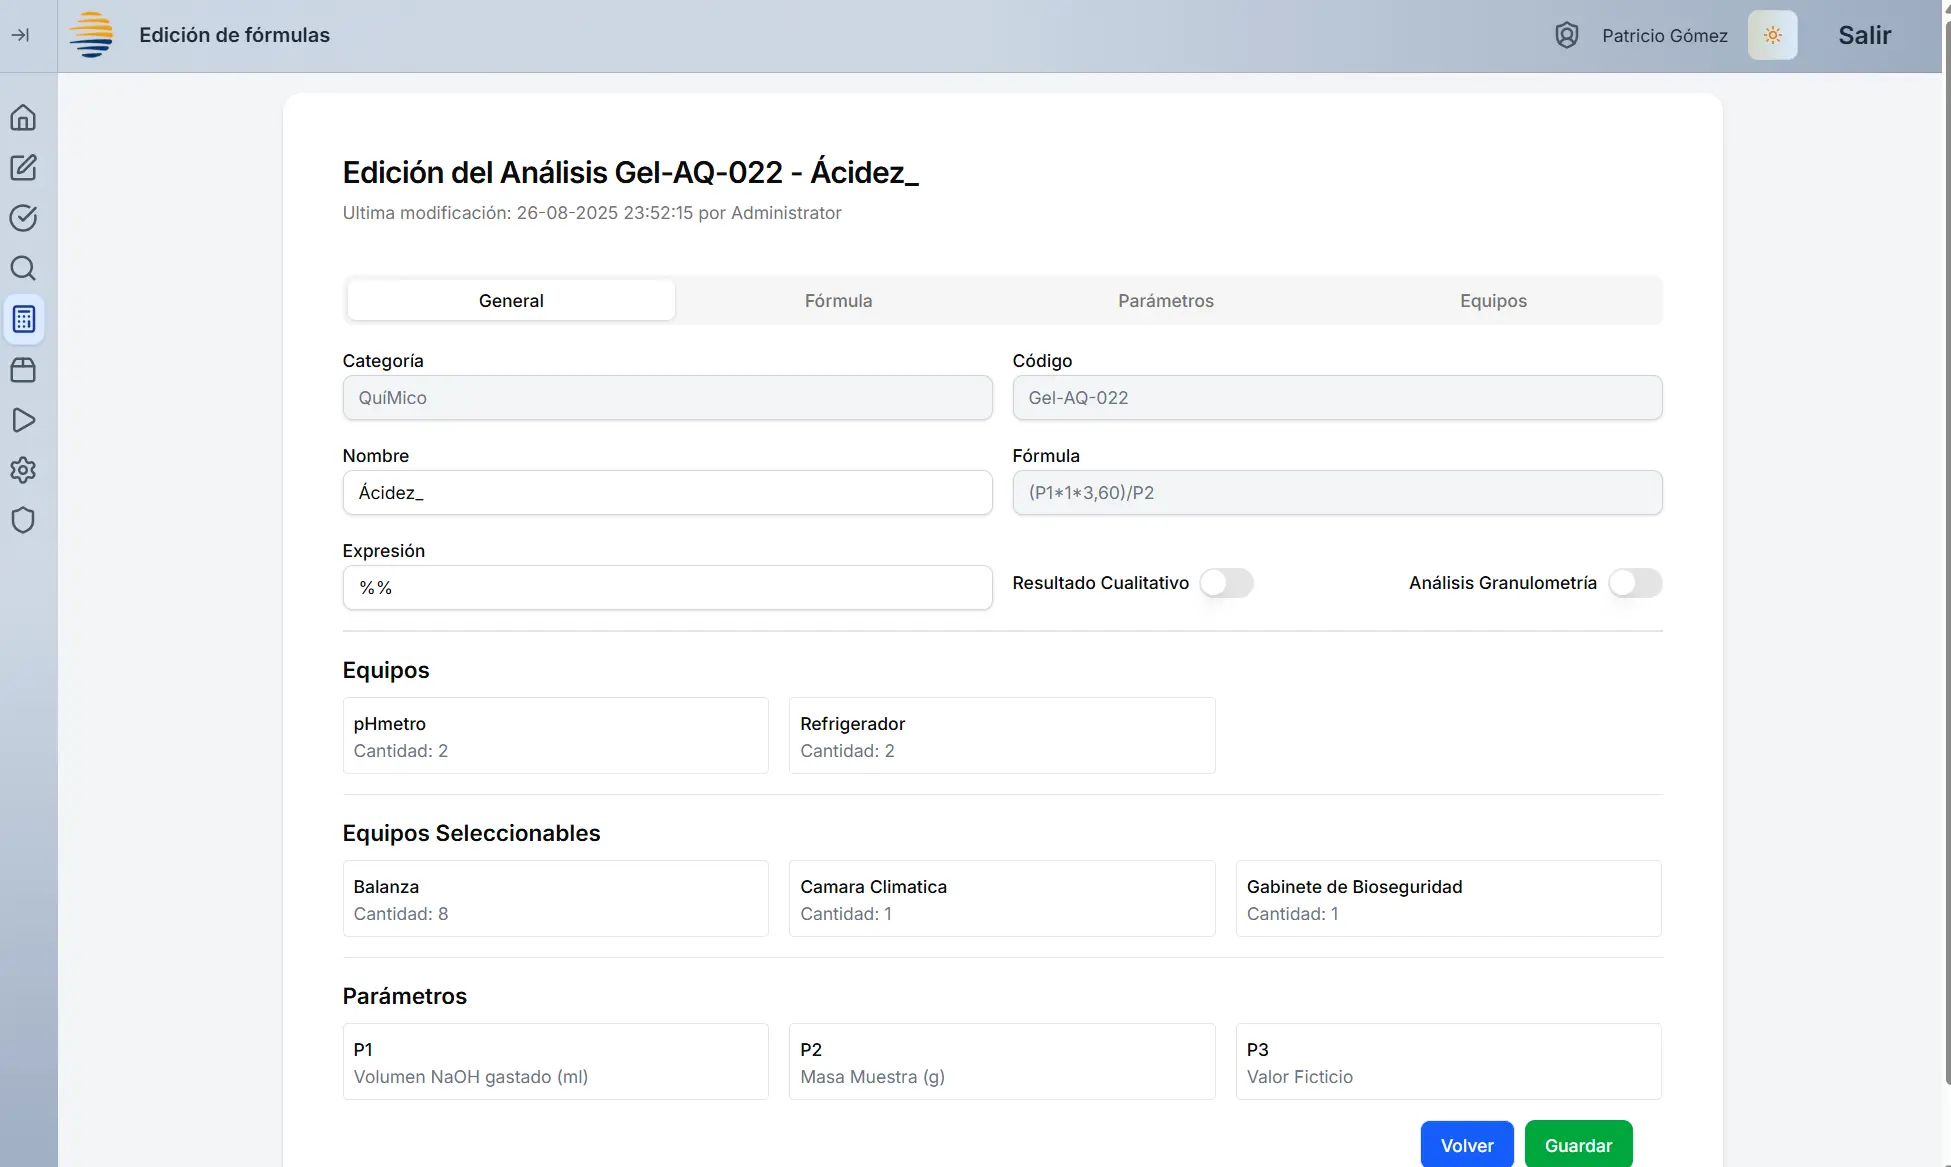 Edición de fórmulas
Patricio Gómez
Salir
Edición del Análisis Gel-AQ-022 - Ácidez_
Ultima modificación: 26-08-2025 23:52:15 por Administrator
General
Fórmula
Parámetros
Equipos
Categoría
Código
QuíMico
Gel-AQ-022
Nombre
Fórmula
Ácidez_
(P1*1*3,60)/P2
Expresión
%%
Resultado Cualitativo
Análisis Granulometría
Equipos
pHmetro
Cantidad: 2
Refrigerador
Cantidad: 2
Equipos Seleccionables
Balanza
Cantidad: 8
Camara Climatica
Cantidad: 1
Gabinete de Bioseguridad
Cantidad: 1
Parámetros
P1
Volumen NaOH gastado (ml)
P2
Masa Muestra (g)
P3
Valor Ficticio
Volver
Guardar